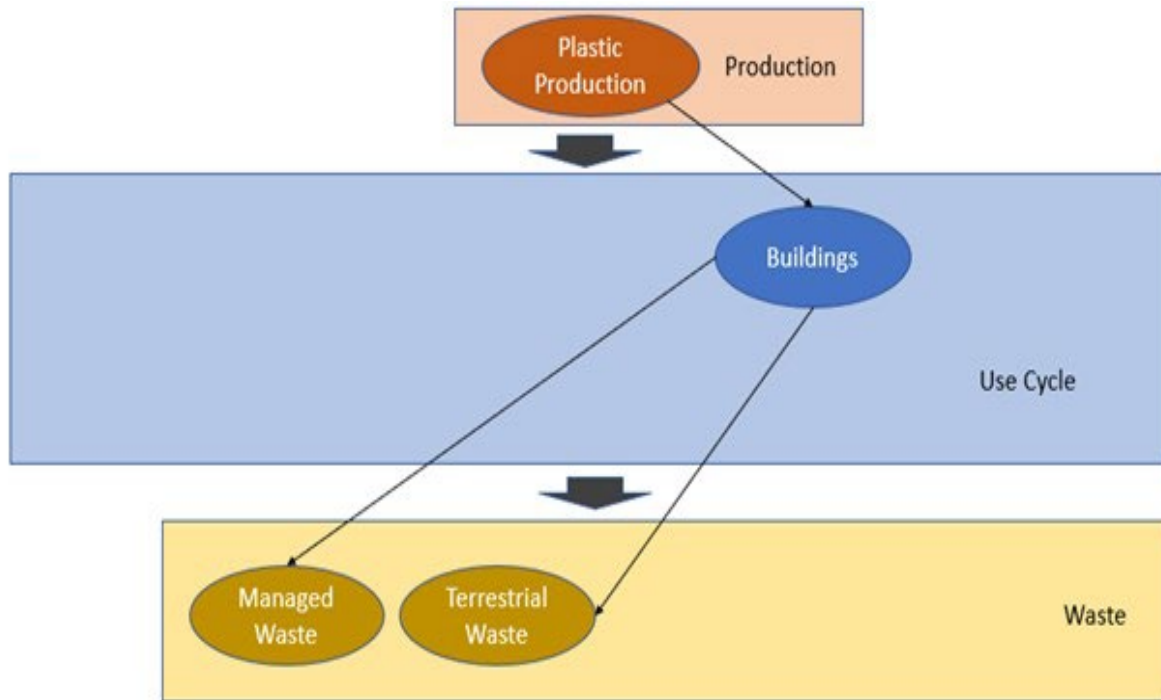 Plastic
Production
Production
Buildings
Use Cycle
Managed
Waste
Terrestrial
Waste
Waste